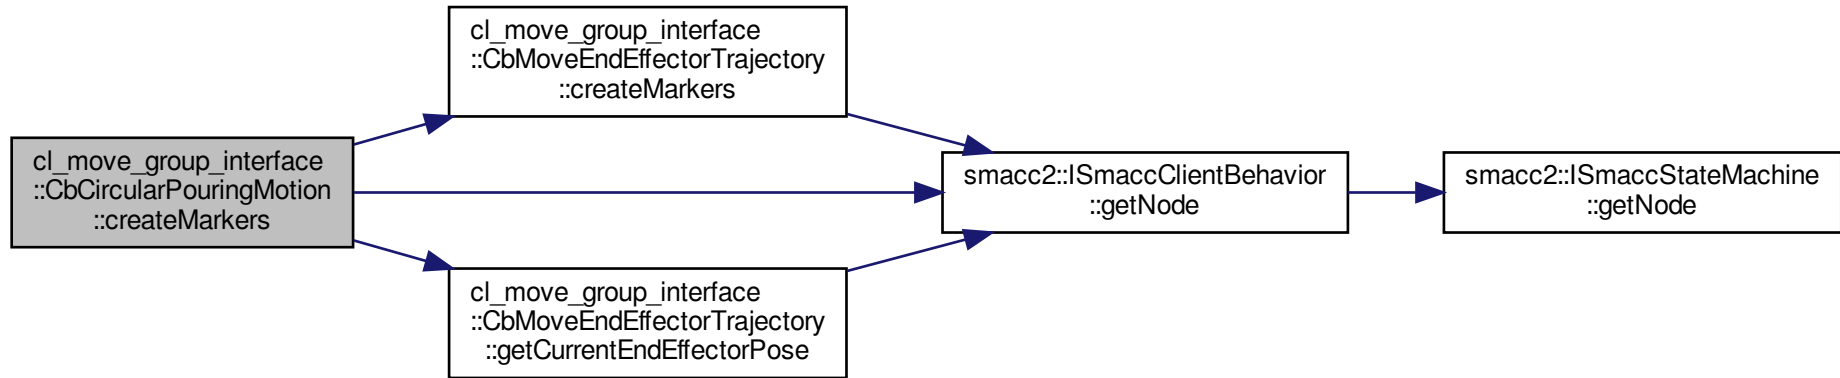 cl_move_group_interface
::CbCircularPouringMotion
::createMarkers
cl_move_group_interface
::CbMoveEndEffectorTrajectory
::createMarkers
cl_move_group_interface
::CbMoveEndEffectorTrajectory
::getCurrentEndEffectorPose
smacc2::ISmaccClientBehavior
::getNode
smacc2::ISmaccStateMachine
::getNode